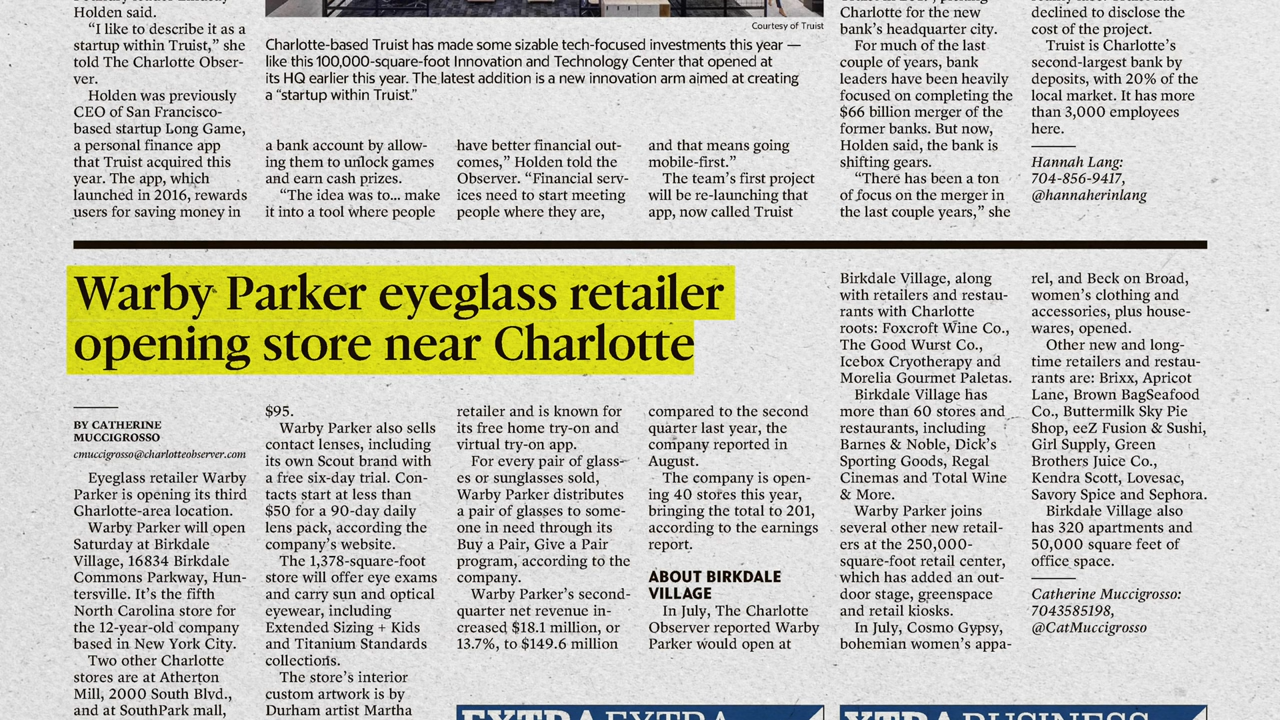 Holden said.
“I like to describe it as a
startup within Truist,” she
told The Charlotte Obser-
ver.
Holden was previously
CEO of San Francisco-
based startup Long Game,
a personal finance app
that Truist acquired this
year. The app, which
launched in 2016, rewards
users for saving money in
Courtesy of Truist
Charlotte-based Truist has made some sizable tech-focused investments this year —
like this 100,000-square-foot Innovation and Technology Center that opened at
its HQ earlier this year. The latest addition is a new innovation arm aimed at creating
a “startup within Truist.”
a bank account by allow-
ing them to unlock games
and earn cash prizes.
“The idea was to... make
it into a tool where people
have better financial out-
comes,” Holden told the
Observer. “Financial serv-
ices need to start meeting
people where they are,
and that means going
mobile-first.”
The team’s first project
will be re-launching that
app, now called Truist
Charlotte for the new
bank’s headquarter city.
For much of the last
couple of years, bank
leaders have been heavily
focused on completing the
$66 billion merger of the
former banks. But now,
Holden said, the bank is
shifting gears.
“There has been a ton
of focus on the merger in
the last couple years,” she
declined to disclose the
cost of the project.
Truist is Charlotte’s
second-largest bank by
deposits, with 20% of the
local market. It has more
than 3,000 employees
here.
Hannah Lang:
704-856-9417,
@hannaherinlang
Warby Parker eyeglass retailer
opening store near Charlotte
BY CATHERINE
MUCCIGROSSO
cmuccigrosso@charlotteobserver.com
Eyeglass retailer Warby
Parker is opening its third
Charlotte-area location.
Warby Parker will open
Saturday at Birkdale
Village, 16834 Birkdale
Commons Parkway, Hun-
tersville. It’s the fifth
North Carolina store for
the 12-year-old company
based in New York City.
Two other Charlotte
stores are at Atherton
Mill, 2000 South Blvd.,
and at SouthPark mall,
$95.
Warby Parker also sells
contact lenses, including
its own Scout brand with
a free six-day trial. Con-
tacts start at less than
$50 for a 90-day daily
lens pack, according the
company’s website.
The 1,378-square-foot
store will offer eye exams
and carry sun and optical
eyewear, including
Extended Sizing + Kids
and Titanium Standards
collections.
The store’s interior
custom artwork is by
Durham artist Martha
retailer and is known for
its free home try-on and
virtual try-on app.
For every pair of glass-
es or sunglasses sold,
Warby Parker distributes
a pair of glasses to some-
one in need through its
Buy a Pair, Give a Pair
program, according to the
company.
Warby Parker’s second-
quarter net revenue in-
creased $18.1 million, or
13.7%, to $149.6 million
compared to the second
quarter last year, the
company reported in
August.
The company is open-
ing 40 stores this year,
bringing the total to 201,
according to the earnings
report.
ABOUT BIRKDALE
VILLAGE
In July, The Charlotte
Observer reported Warby
Parker would open at
Birkdale Village, along
with retailers and restau-
rants with Charlotte
roots: Foxcroft Wine Co.,
The Good Wurst Co.,
Icebox Cryotherapy and
Morelia Gourmet Paletas.
Birkdale Village has
more than 60 stores and
restaurants, including
Barnes & Noble, Dick’s
Sporting Goods, Regal
Cinemas and Total Wine
& More.
Warby Parker joins
several other new retail-
ers at the 250,000-
square-foot retail center,
which has added an out-
door stage, greenspace
and retail kiosks.
In July, Cosmo Gypsy,
bohemian women’s appa-
rel, and Beck on Broad,
women’s clothing and
accessories, plus house-
wares, opened.
Other new and long-
time retailers and restau-
rants are: Brixx, Apricot
Lane, Brown BagSeafood
Co., Buttermilk Sky Pie
Shop, eeZ Fusion & Sushi,
Girl Supply, Green
Brothers Juice Co.,
Kendra Scott, Lovesac,
Savory Spice and Sephora.
Birkdale Village also
has 320 apartments and
50,000 square feet of
office space.
Catherine Muccigrosso:
7043585198,
@CatMuccigrosso
EXTRA EXTRA
XTRA BUSINESS